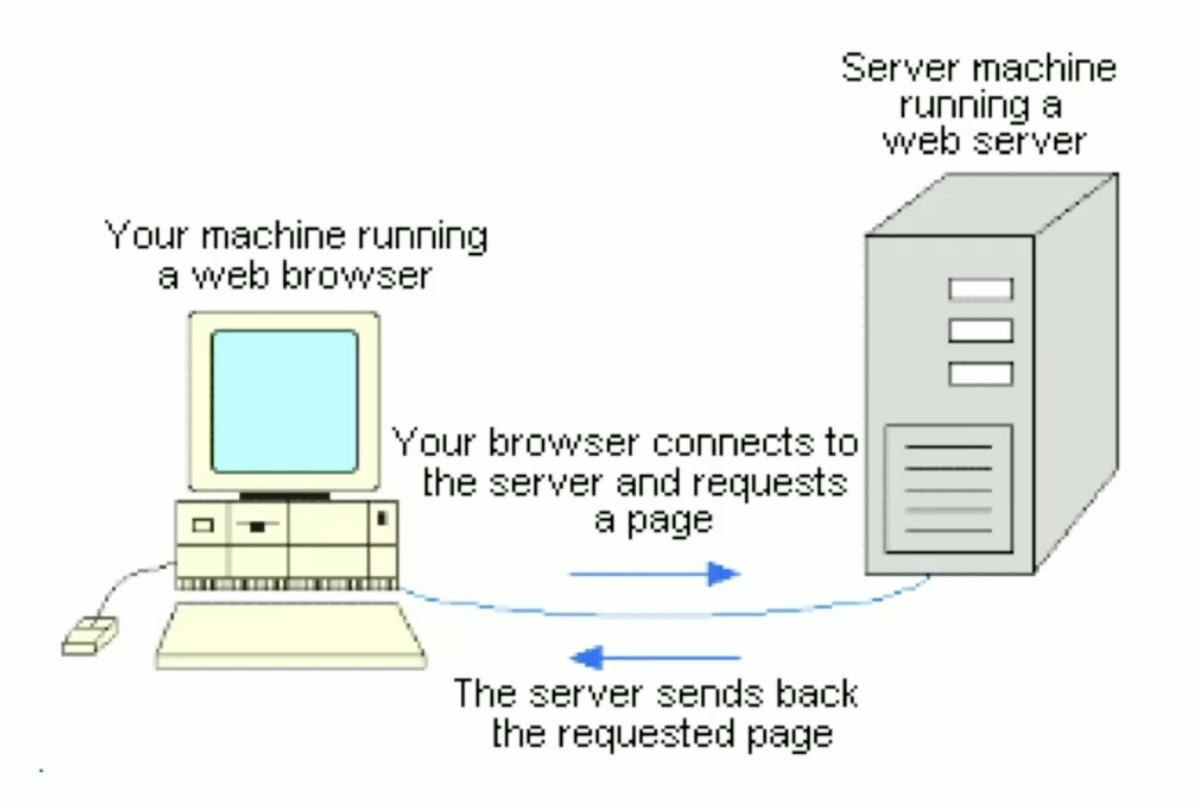 Server machine
running a
web server
Your machine running
a web browser
Your browser connects to
the server and requests
a page
The server sends back
the requested page